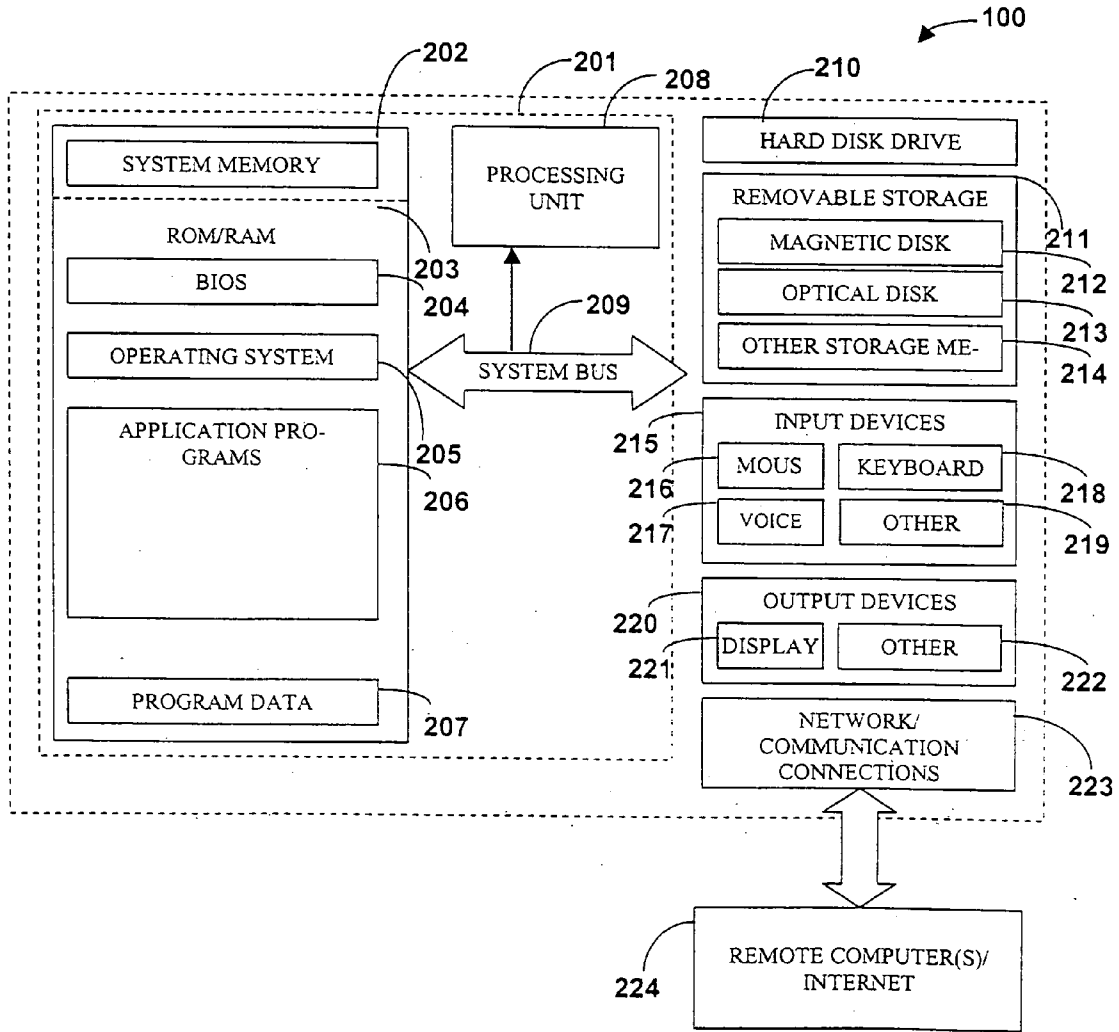 100
202
201
208
210
SYSTEM MEMORY
PROCESSING
UNIT
HARD DISK DRIVE
ROM/RAM
203
BIOS
204
209
SYSTEM BUS
OPERATING SYSTEM
205
APPLICATION PRO-
GRAMS
206
PROGRAM DATA
207
REMOVABLE STORAGE
211
MAGNETIC DISK
212
OPTICAL DISK
213
OTHER STORAGE ME-
214
215
INPUT DEVICES
216
MOUS
KEYBOARD
218
217
VOICE
OTHER
219
220
OUTPUT DEVICES
221
DISPLAY
OTHER
222
NETWORK/
COMMUNICATION
CONNECTIONS
223
224
REMOTE COMPUTER(S)/
INTERNET